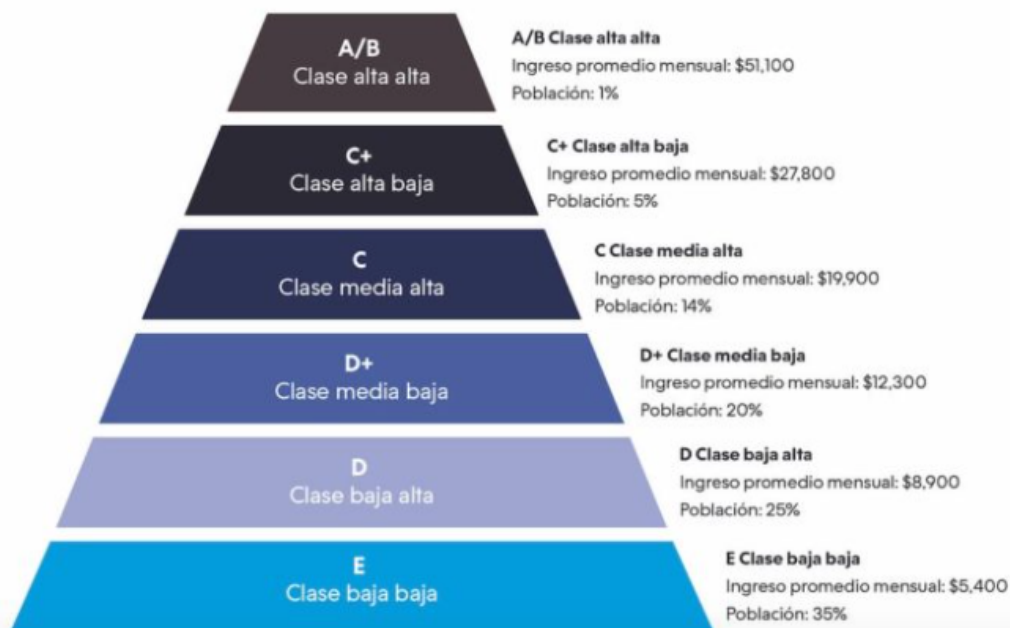 A/B
Clase alta alta
A/B Clase alta alta
Ingreso promedio mensual: $51,100
Población: 1%
C+
Clase alta baja
C+ Clase alta baja
Ingreso promedio mensual: $27,800
Población: 5%
C
Clase media alta
C Clase media alta
Ingreso promedio mensual: $19,900
Población: 14%
D+
Clase media baja
D+ Clase media baja
Ingreso promedio mensual: $12,300
Población: 20%
D
Clase baja alta
D Clase baja alta
Ingreso promedio mensual: $8,900
Población: 25%
E
Clase baja baja
E Clase baja baja
Ingreso promedio mensual: $5,400
Población: 35%